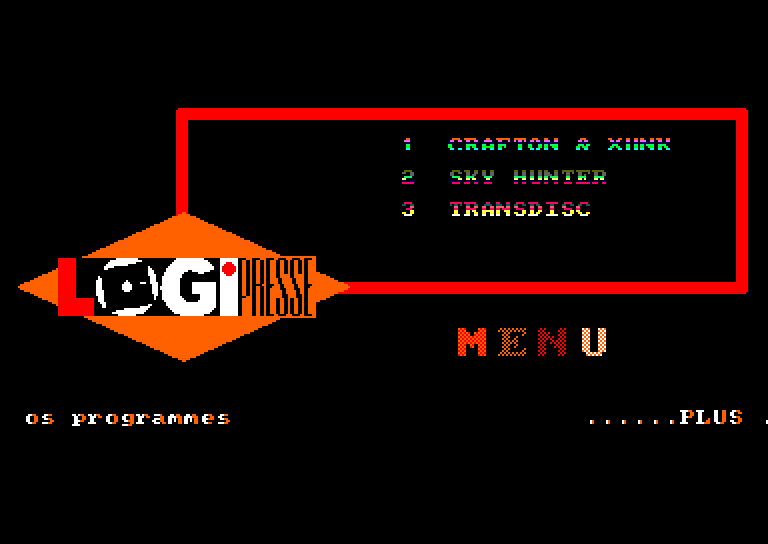 1 CRAFTON & XUNK
2 SKY HUNTER
3 TRANSDISC
LOGiPRESSE
MENU
os programmes ......PLUS .